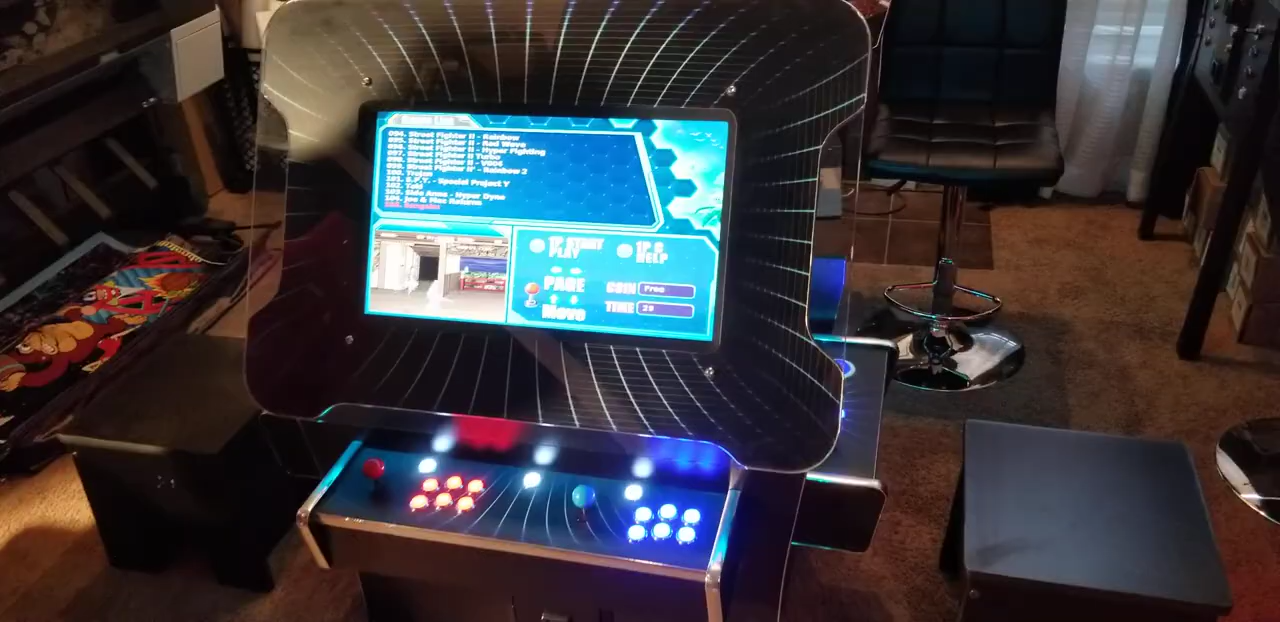 Games List
094. Street Fighter II - Rainbow
095. Street Fighter II - Red Wave
096. Street Fighter II - Hyper Fighting
097. Street Fighter II Turbo
098. Street Fighter II - V004
099. Street Fighter II' - Rainbow 2
100. Trojan
101. S.P.Y. - Special Project Y
102. Toki
103. Side Arms - Hyper Dyne
104. Joe & Mac Returns
1P START
PLAY
1P
HELP
PAGE
Move
COIN Free
TIME 29